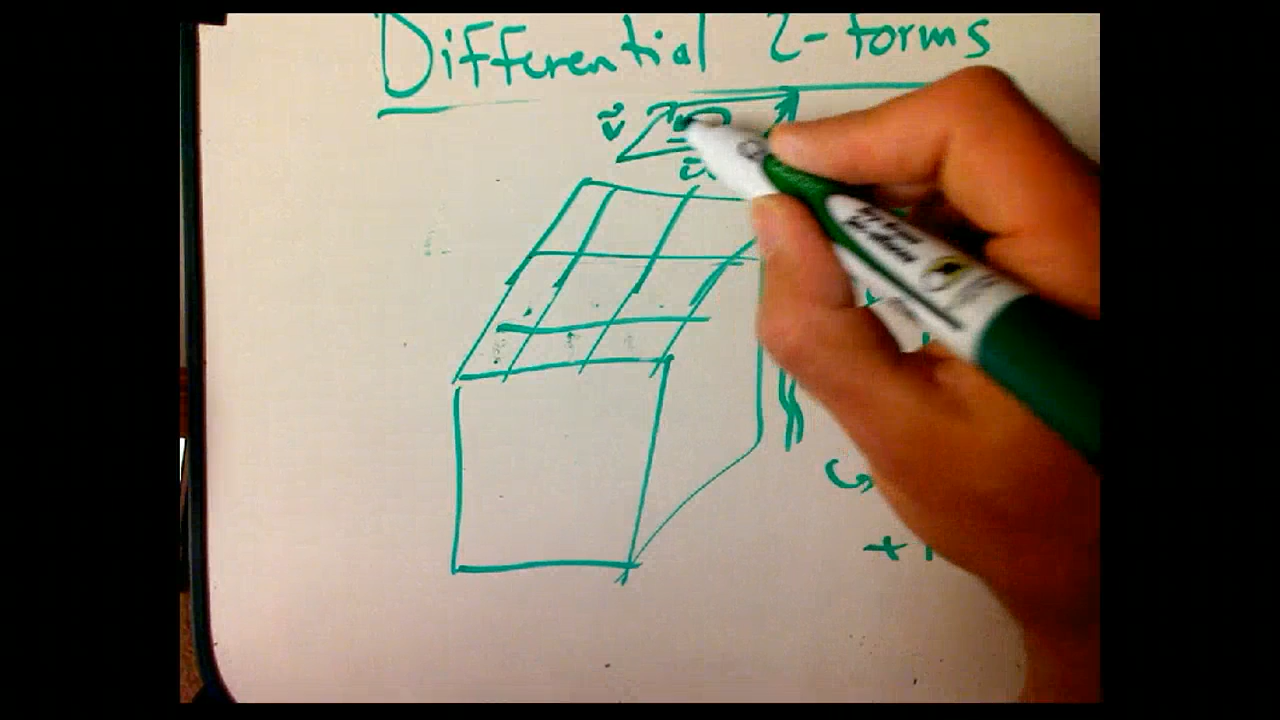 Differential 2-forms
v⃗
u⃗